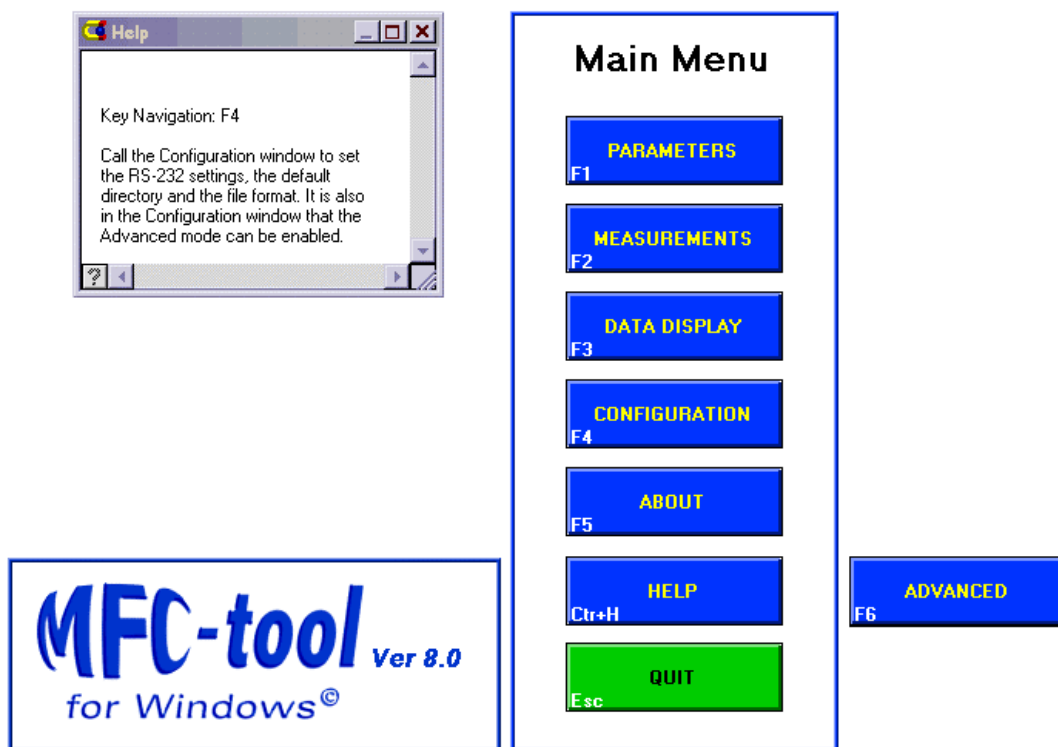 Help
Key Navigation: F4
Call the Configuration window to set
the RS-232 settings, the default
directory and the file format. It is also
in the Configuration window that the
Advanced mode can be enabled.
?
Main Menu
PARAMETERS
F1
MEASUREMENTS
F2
DATA DISPLAY
F3
CONFIGURATION
F4
ABOUT
F5
HELP
Ctr+H
QUIT
Esc
ADVANCED
F6
MFC-tool Ver 8.0
for Windows©